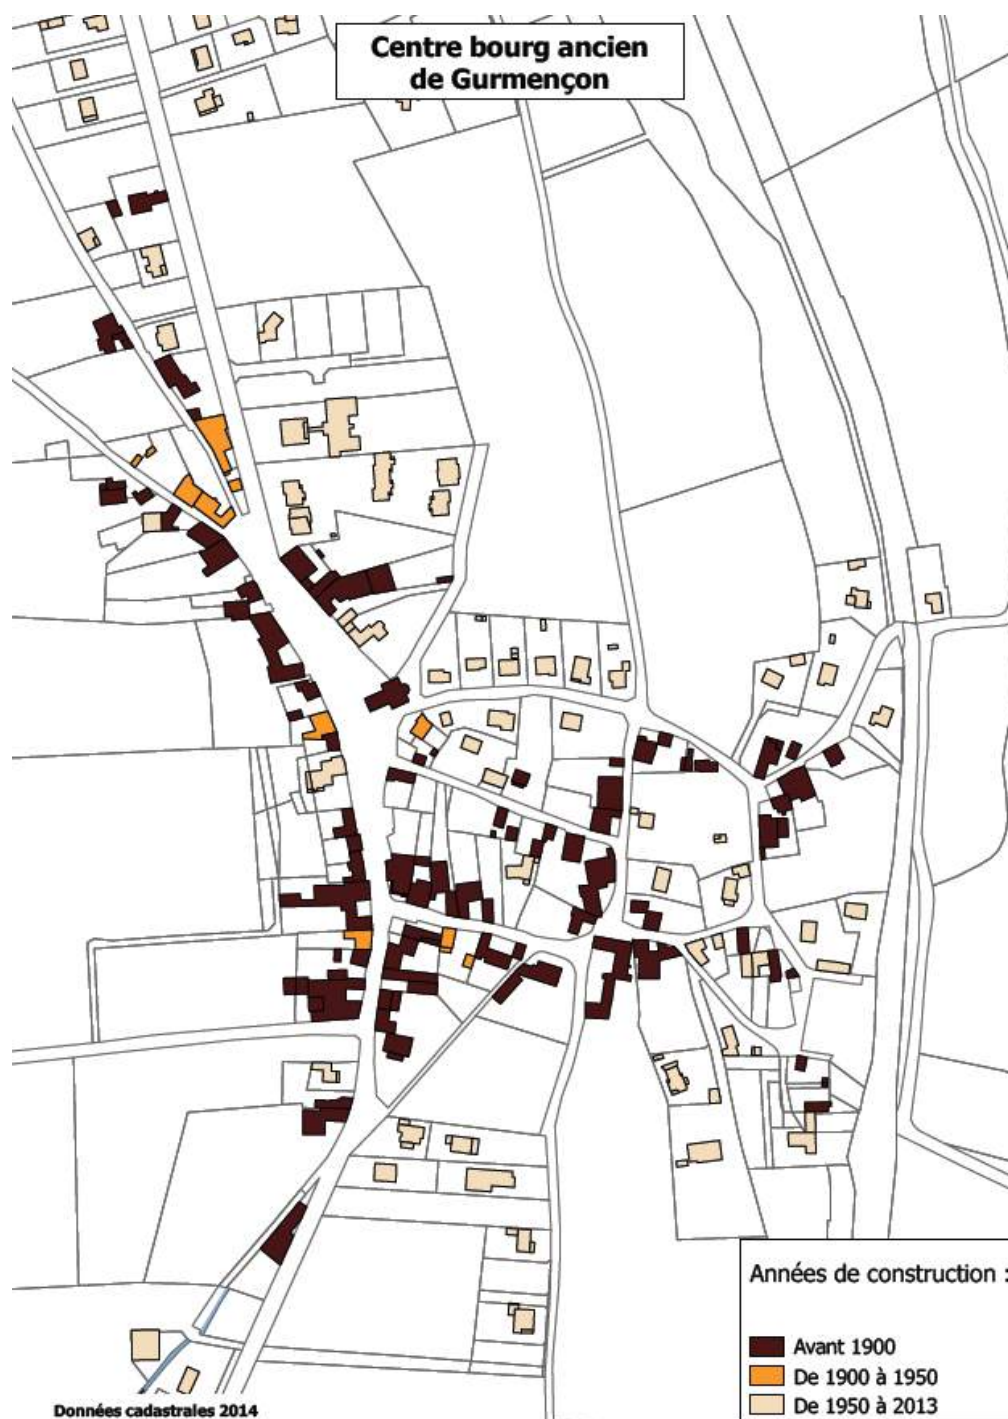 Centre bourg ancien
de Gurmençon
Années de construction :
Avant 1900
De 1900 à 1950
De 1950 à 2013
Données cadastrales 2014